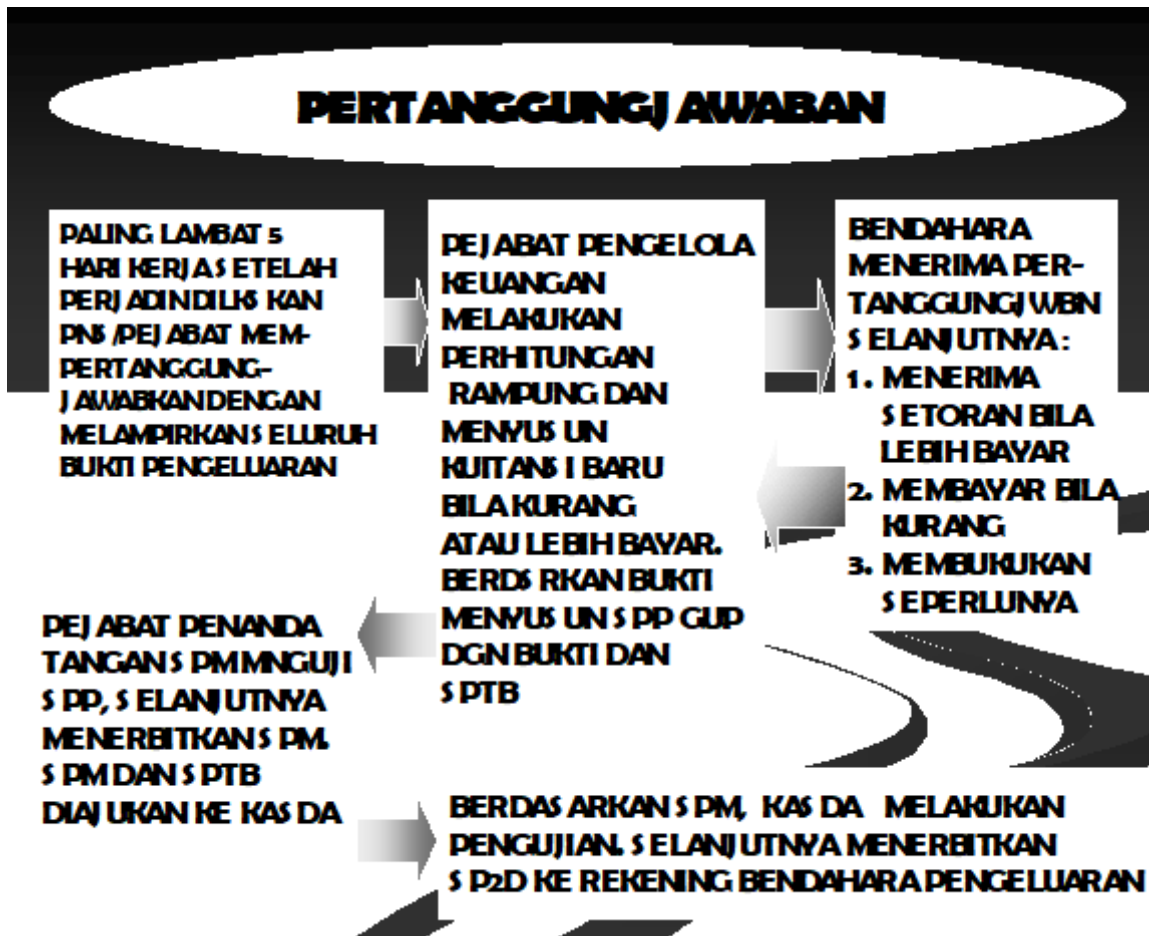 PERTANGGUNGJAWABAN
PALING LAMBAT 5
HARI KERJA SETELAH
PERJADIN DILKSKAN
PNS/PEJABAT MEM-
PERTANGGUNG-
JAWABKAN DENGAN
MELAMPIRKAN SELURUH
BUKTI PENGELUARAN
PEJABAT PENGELOLA
KEUANGAN
MELAKUKAN
PERHITUNGAN
RAMPUNG DAN
MENYUSUN
KUITANSI BARU
BILA KURANG
ATAU LEBIH BAYAR.
BERDSRKAN BUKTI
MENYUSUN SPP GUP
DGN BUKTI DAN
SPTB
BENDAHARA
MENERIMA PER-
TANGGUNGJWBN
SELANJUTNYA :
1. MENERIMA
SETORAN BILA
LEBIH BAYAR
2. MEMBAYAR BILA
KURANG
3. MEMBUKUKAN
SEPERLUNYA
PEJABAT PENANDA
TANGAN SPM MNGUJI
SPP, SELANJUTNYA
MENERBITKAN SPM.
SPM DAN SPTB
DIAJUKAN KE KASDA
BERDASARKAN SPM, KASDA MELAKUKAN
PENGUJIAN. SELANJUTNYA MENERBITKAN
SP2D KE REKENING BENDAHARA PENGELUARAN